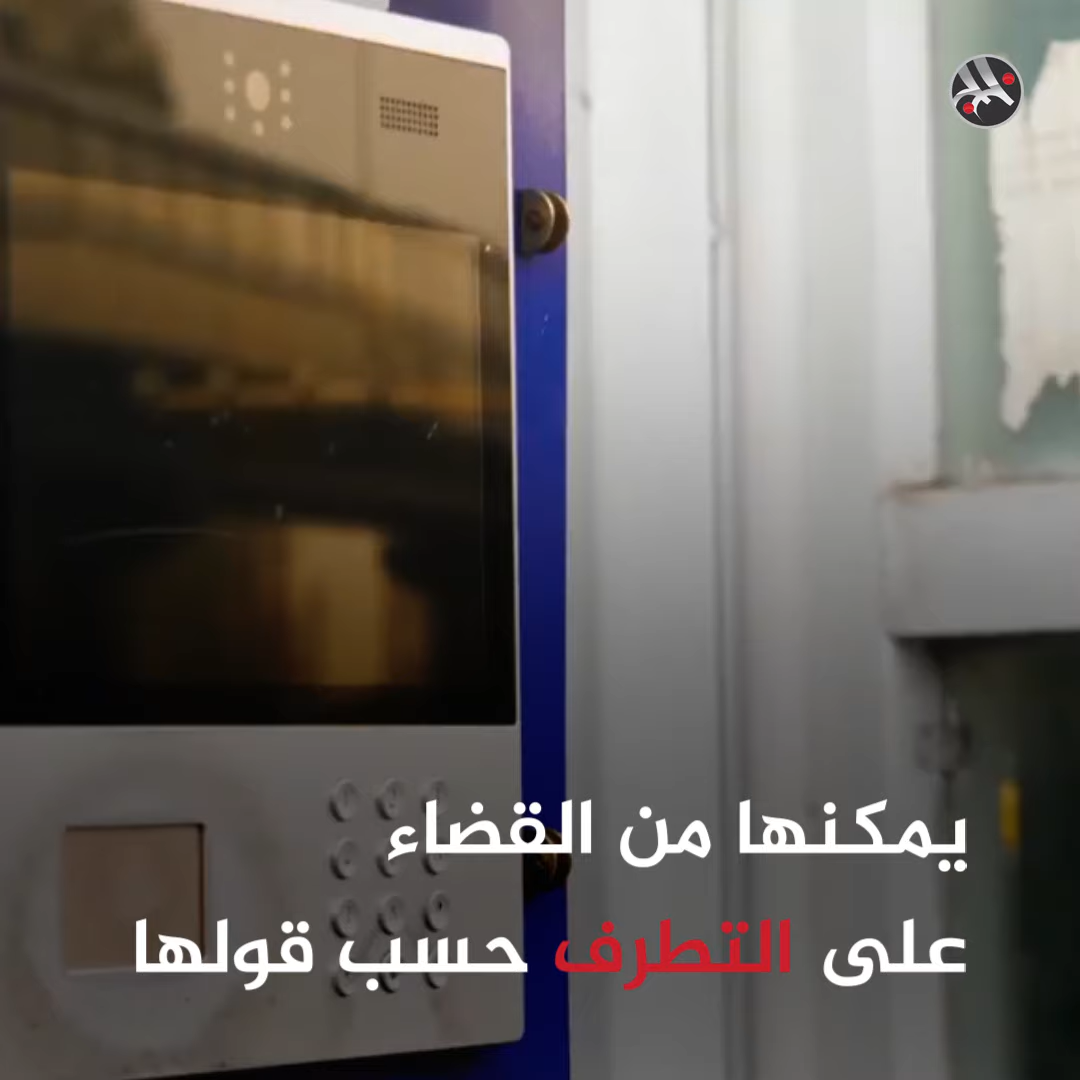 يمكنها من القضاء
على التطرف حسب قولها